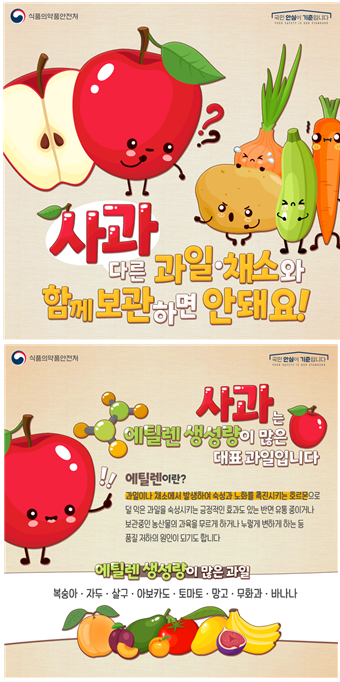 식품의약품안전처
국민 안심이 기준입니다
YOUR SAFETY IS OUR STANDARD
??
사과
다른 과일·채소와
함께 보관하면 안돼요!
식품의약품안전처
국민 안심이 기준입니다
YOUR SAFETY IS OUR STANDARD
사과는
에틸렌 생성량이 많은
대표 과일입니다
!!
에틸렌이란?
과일이나 채소에서 발생하여 숙성과 노화를 촉진시키는 호르몬으로
덜 익은 과일을 숙성시키는 긍정적인 효과도 있는 반면 유통 중이거나
보관중인 농산물의 과육을 무르게 하거나 누렇게 변하게 하는 등
품질 저하의 원인이 되기도 합니다
에틸렌 생성량이 많은 과일
복숭아·자두·살구·아보카도·토마토·망고·무화과·바나나